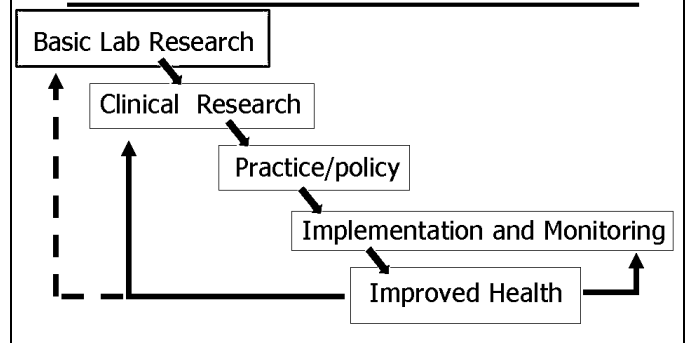 Basic Lab Research
Clinical Research
Practice/policy
Implementation and Monitoring
Improved Health